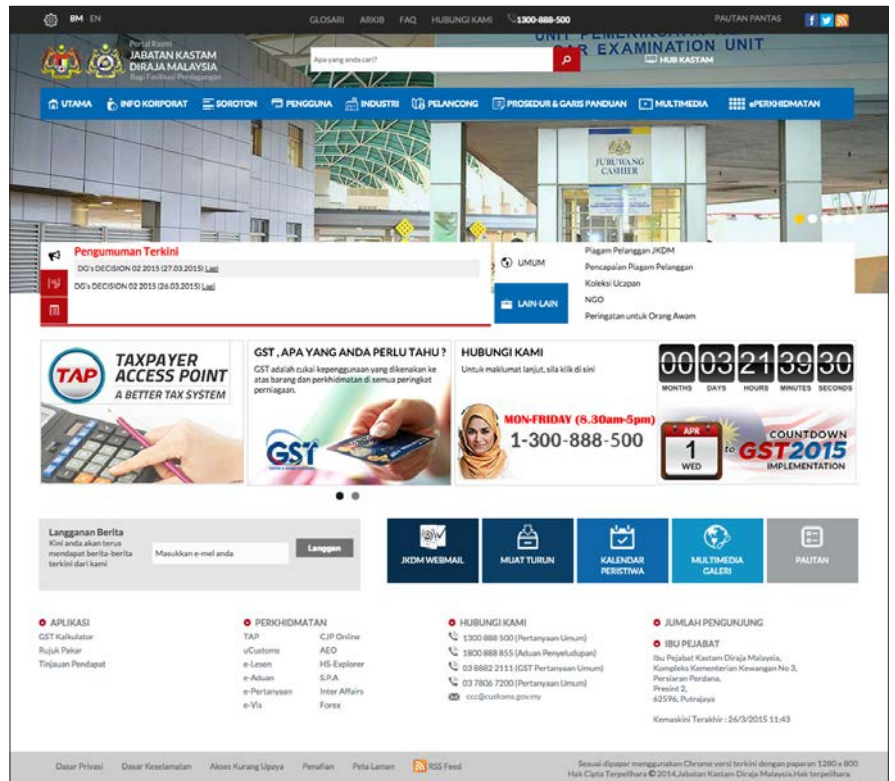 BM EN
GLOSARI ARKIB FAQ HUBUNGI KAMI 1300-888-500
PAUTAN PANTAS
Portal Rasmi
JABATAN KASTAM
DIRAJA MALAYSIA
Bagi Fasilitasi Perdagangan
Apa yang anda cari?
CAR EXAMINATION UNIT
HUB KASTAM
UTAMA INFO KORPORAT SOROTON PENGGUNA INDUSTRI PELANCONG PROSEDUR & GARIS PANDUAN MULTIMEDIA ePERKHIDMATAN
JURUWANG
CASHIER
Pengumuman Terkini
DG's DECISION 02 2015 (27.03.2015) Lagi
DG's DECISION 02 2015 (26.03.2015) Lagi
UMUM
LAIN-LAIN
Piagam Pelanggan JKDM
Pencapaian Piagam Pelanggan
Koleksi Ucapan
NGO
Peringatan untuk Orang Awam
TAP
TAXPAYER
ACCESS POINT
A BETTER TAX SYSTEM
GST , APA YANG ANDA PERLU TAHU ?
GST adalah cukai kepenggunaan yang dikenakan ke
atas barang dan perkhidmatan di semua peringkat
perniagaan.
GST
HUBUNGI KAMI
Untuk maklumat lanjut, sila klik di sini
MON-FRIDAY (8.30am-5pm)
1-300-888-500
00 03 21 39 30
MONTHS DAYS HOURS MINUTES SECONDS
APR
1
WED
COUNTDOWN
to GST2015
IMPLEMENTATION
Langganan Berita
Kini anda akan terus
mendapat berita-berita
terkini dari kami
Masukkan e-mel anda
Langgan
JKDM WEBMAIL
MUAT TURUN
KALENDAR
PERISTIWA
MULTIMEDIA
GALERI
PAUTAN
APLIKASI
GST Kalkulator
Rujuk Pakar
Tinjauan Pendapat
PERKHIDMATAN
TAP CJP Online
uCustoms AEO
e-Lesen HS-Explorer
e-Aduan S.P.A
e-Pertanyaan Inter Affairs
e-Vis Forex
HUBUNGI KAMI
1300 888 500 (Pertanyaan Umum)
1800 888 855 (Aduan Penyeludupan)
03 8882 2111 (GST Pertanyaan Umum)
03 7806 7200 (Pertanyaan Umum)
ccc@customs.gov.my
JUMLAH PENGUNJUNG
IBU PEJABAT
Ibu Pejabat Kastam Diraja Malaysia,
Kompleks Kementerian Kewangan No 3,
Persiaran Perdana,
Presint 2,
62596, Putrajaya
Kemaskini Terakhir : 26/3/2015 11:43
Dasar Privasi Dasar Keselamatan Akses Kurang Upaya Penafian Peta Laman RSS Feed
Sesuai dipapar menggunakan Chrome versi terkini dengan paparan 1280 x 800
Hak Cipta Terpelihara © 2014,Jabatan Kastam Diraja Malaysia.Hak terpelihara.